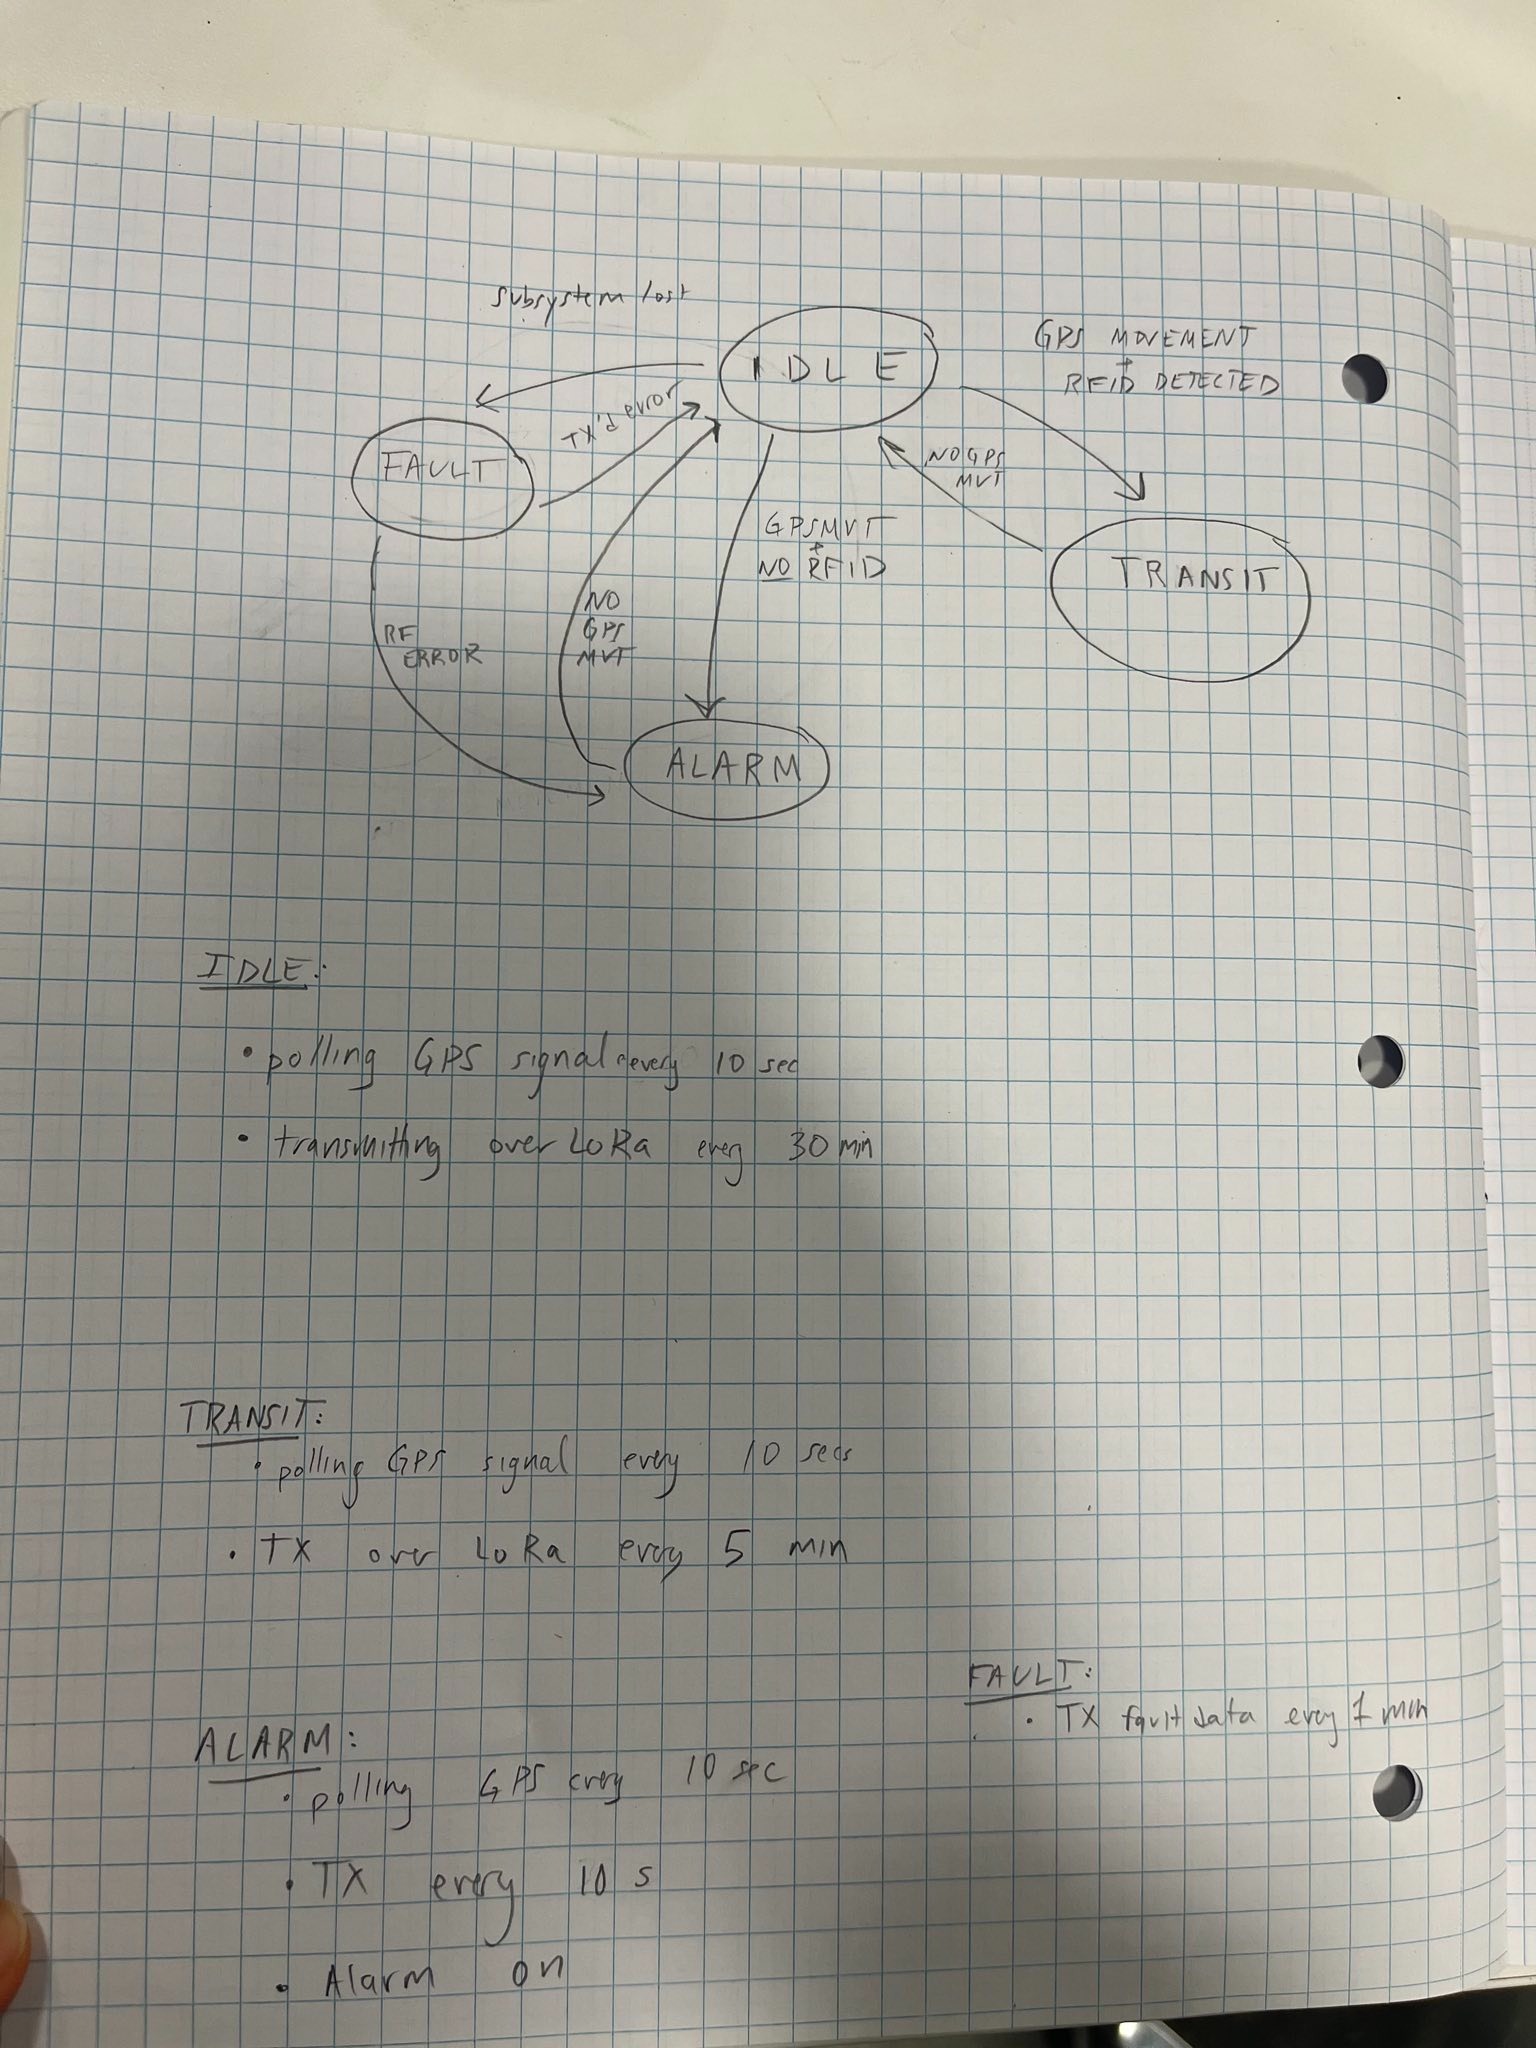 subsystem lost
IDLE
GPS MOVEMENT
+
RFID DETECTED
TX'd error
FAULT
NO GPS
MVT
GPS MVT
+
NO RFID
TRANSIT
RF
ERROR
NO
GPS
MVT
ALARM
IDLE:
• polling GPS signal every 10 sec
• transmitting over LoRa every 30 min
TRANSIT:
• polling GPS signal every 10 secs
• TX over LoRa every 5 min
FAULT:
• TX fault data every 1 min
ALARM:
• polling GPS every 10 sec
• TX every 10 s
• Alarm on